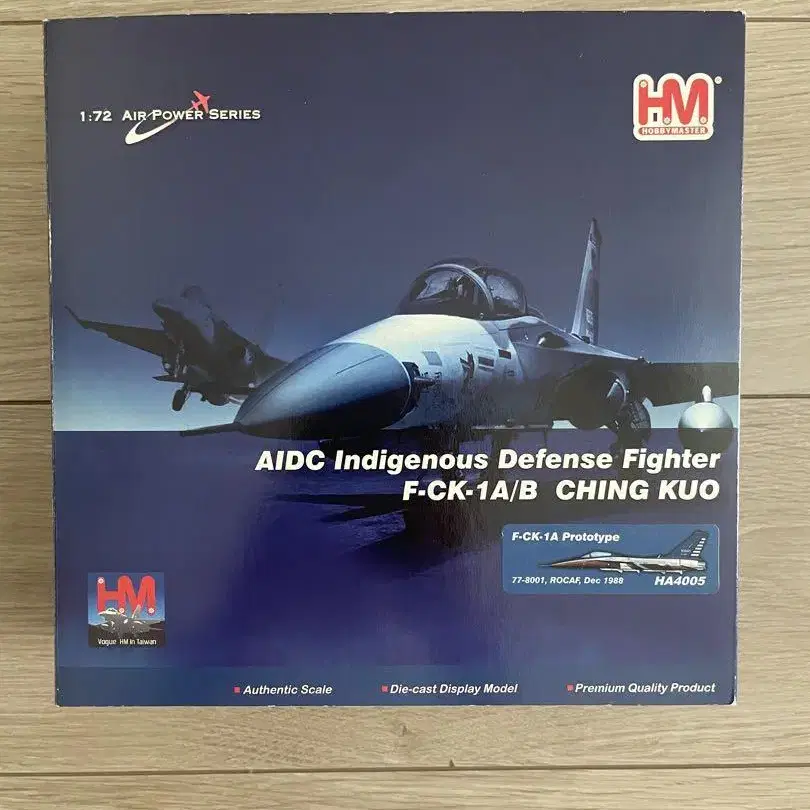 1:72 AIR POWER SERIES
HM
HOBBYMASTER
AIDC Indigenous Defense Fighter
F-CK-1A/B CHING KUO
F-CK-1A Prototype
77-8001, ROCAF, Dec 1988
HA4005
HM
Vogue HM in Taiwan
Authentic Scale
Die-cast Display Model
Premium Quality Product